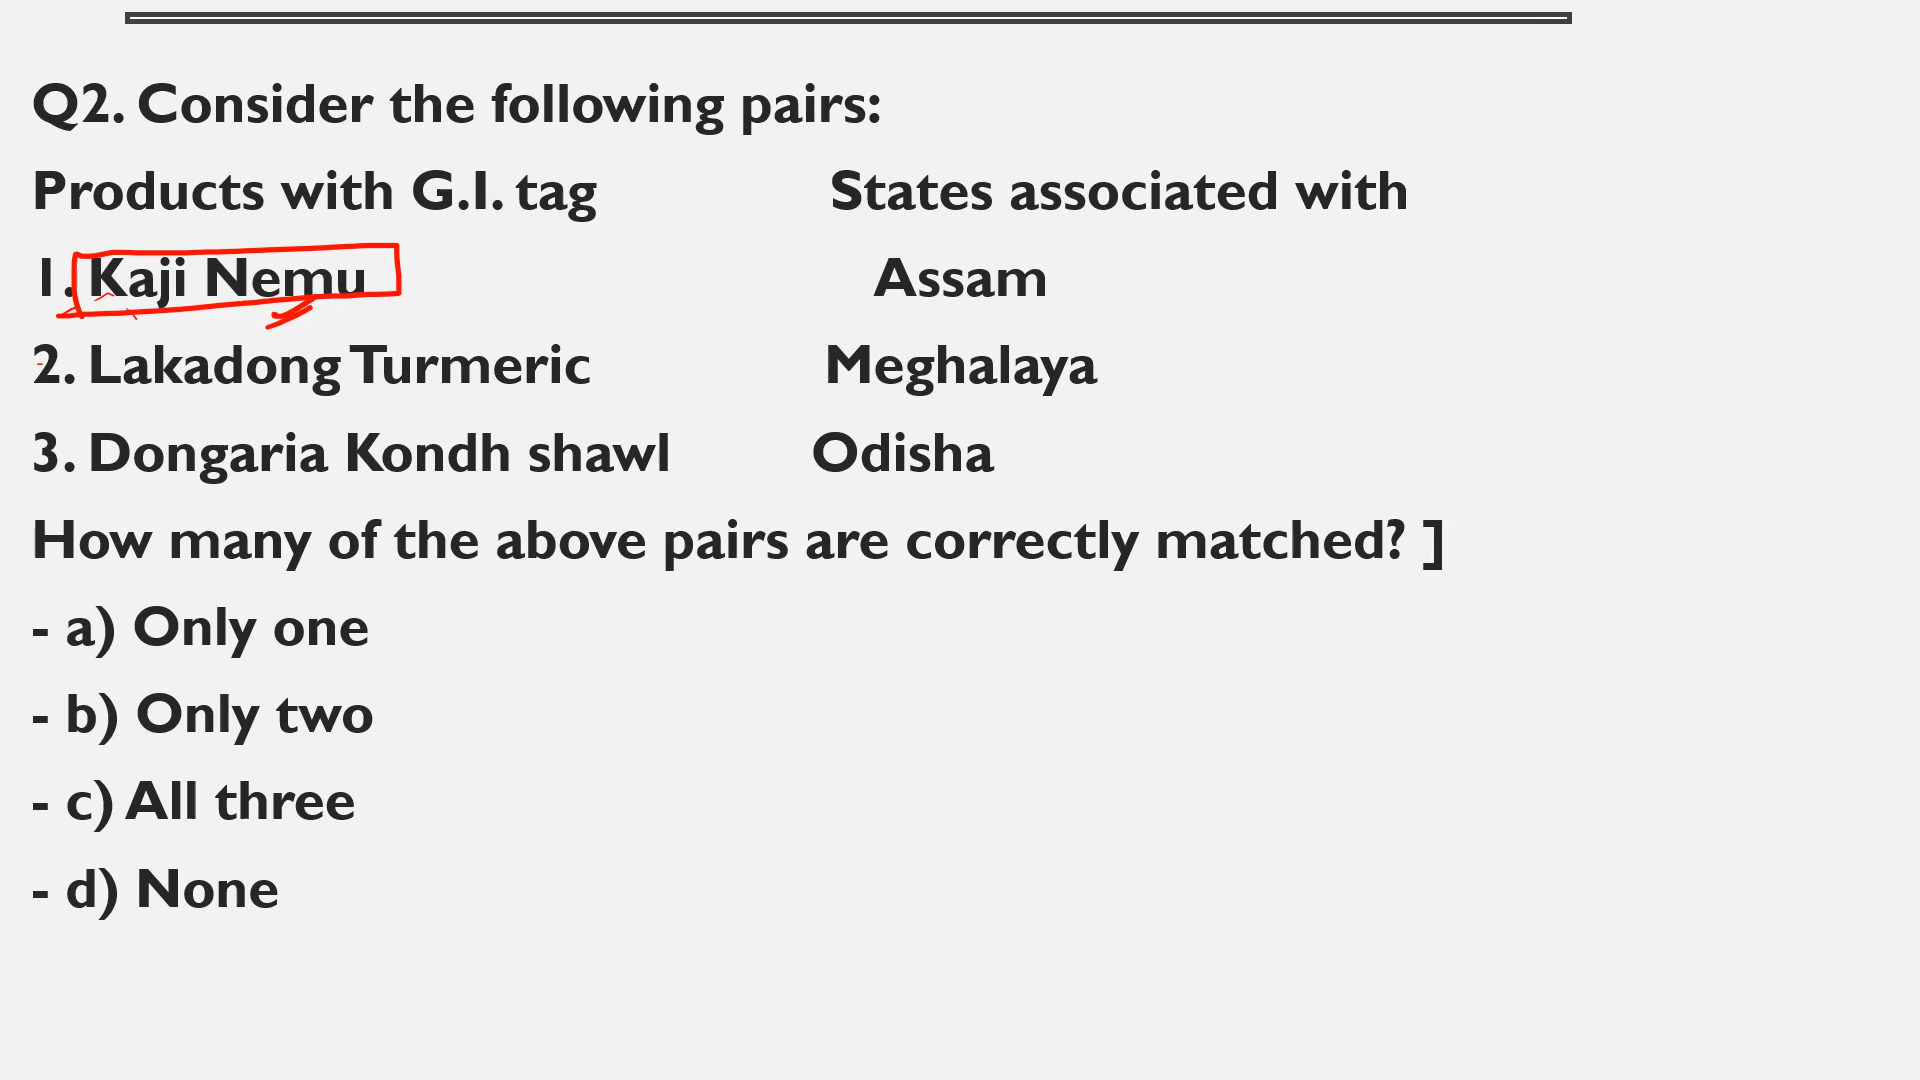 Q2. Consider the following pairs:
Products with G.I. tag States associated with
1. Kaji Nemu Assam
2. Lakadong Turmeric Meghalaya
3. Dongaria Kondh shawl Odisha
How many of the above pairs are correctly matched? ]
- a) Only one
- b) Only two
- c) All three
- d) None